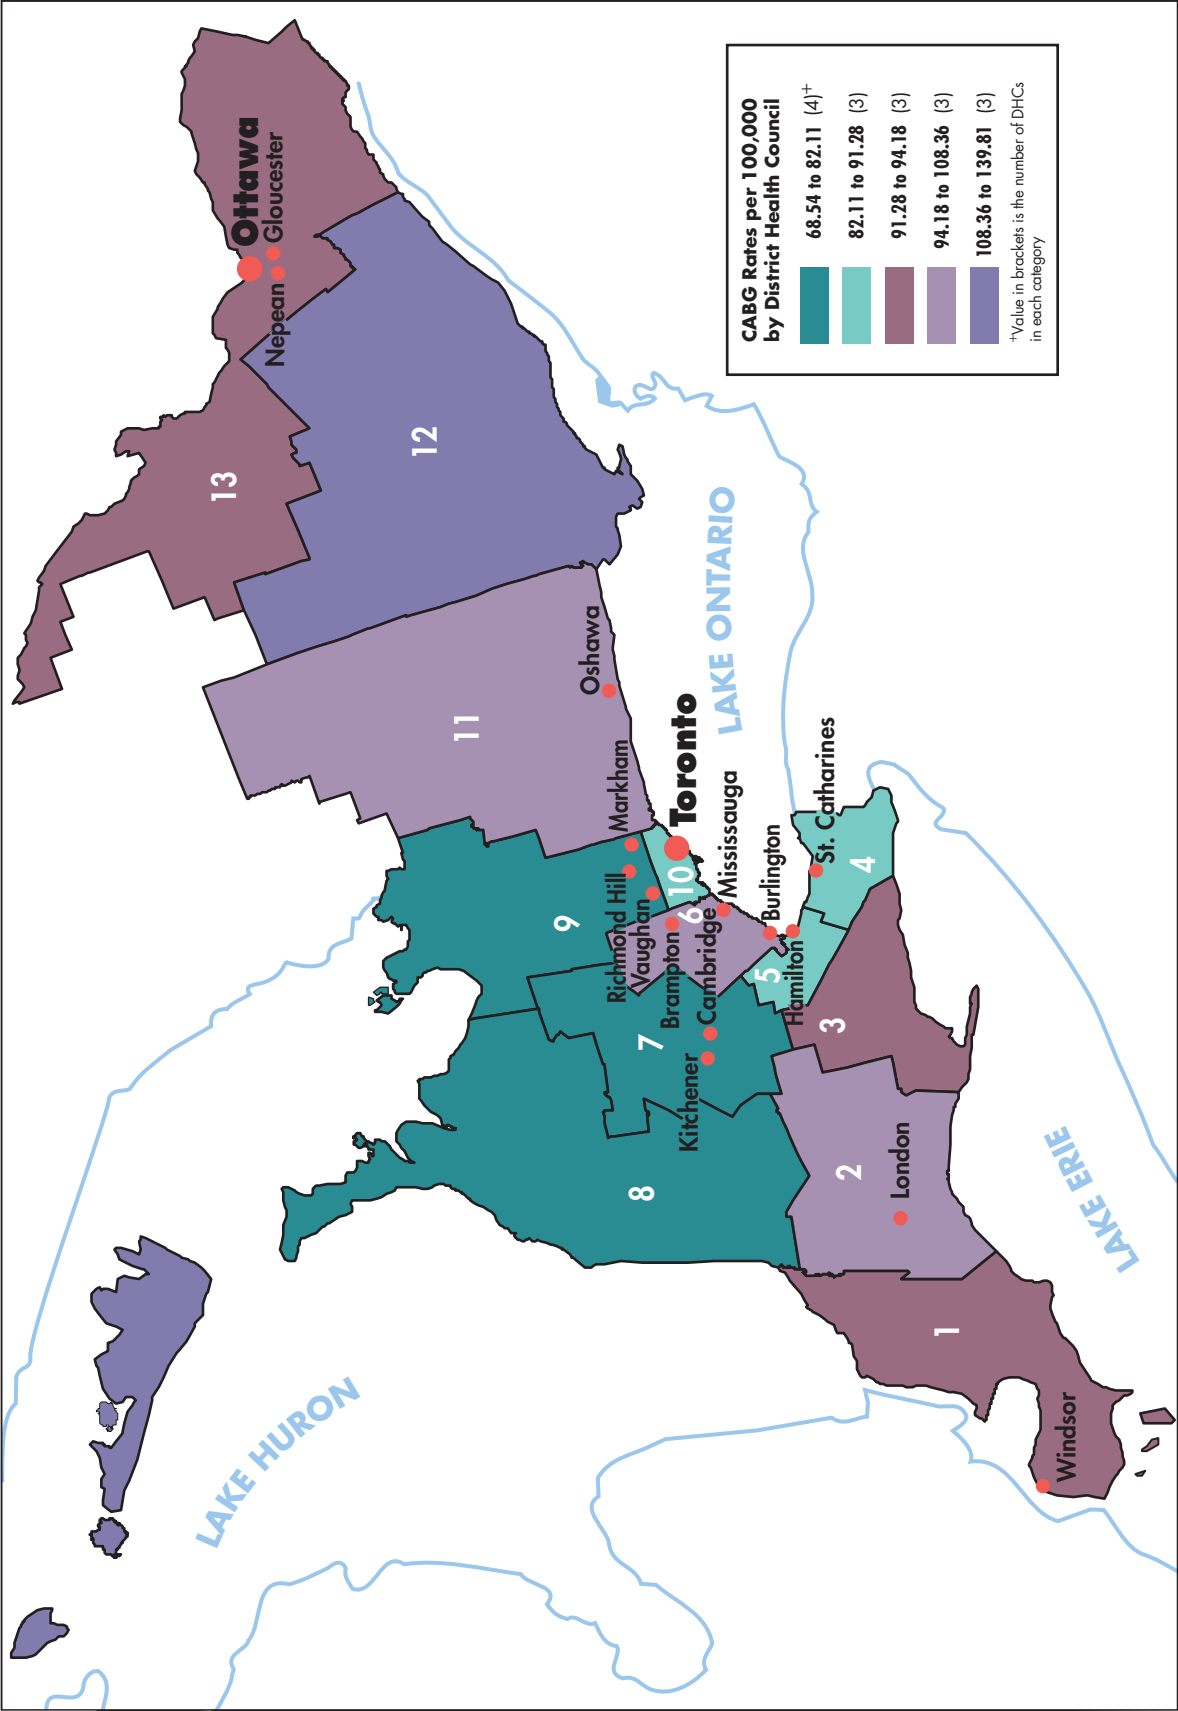 CABG Rates per 100,000
by District Health Council
68.54 to 82.11 (4)+
82.11 to 91.28 (3)
91.28 to 94.18 (3)
94.18 to 108.36 (3)
108.36 to 139.81 (3)
+Value in brackets is the number of DHCs
in each category
Ottawa
Gloucester
Nepean
13
12
11
Oshawa
LAKE ONTARIO
Markham
Toronto
Richmond Hill
Vaughan
9
10
6
Mississauga
Brampton
Cambridge
Burlington
St. Catharines
4
5
Hamilton
3
7
Kitchener
8
2
London
LAKE ERIE
LAKE HURON
1
Windsor